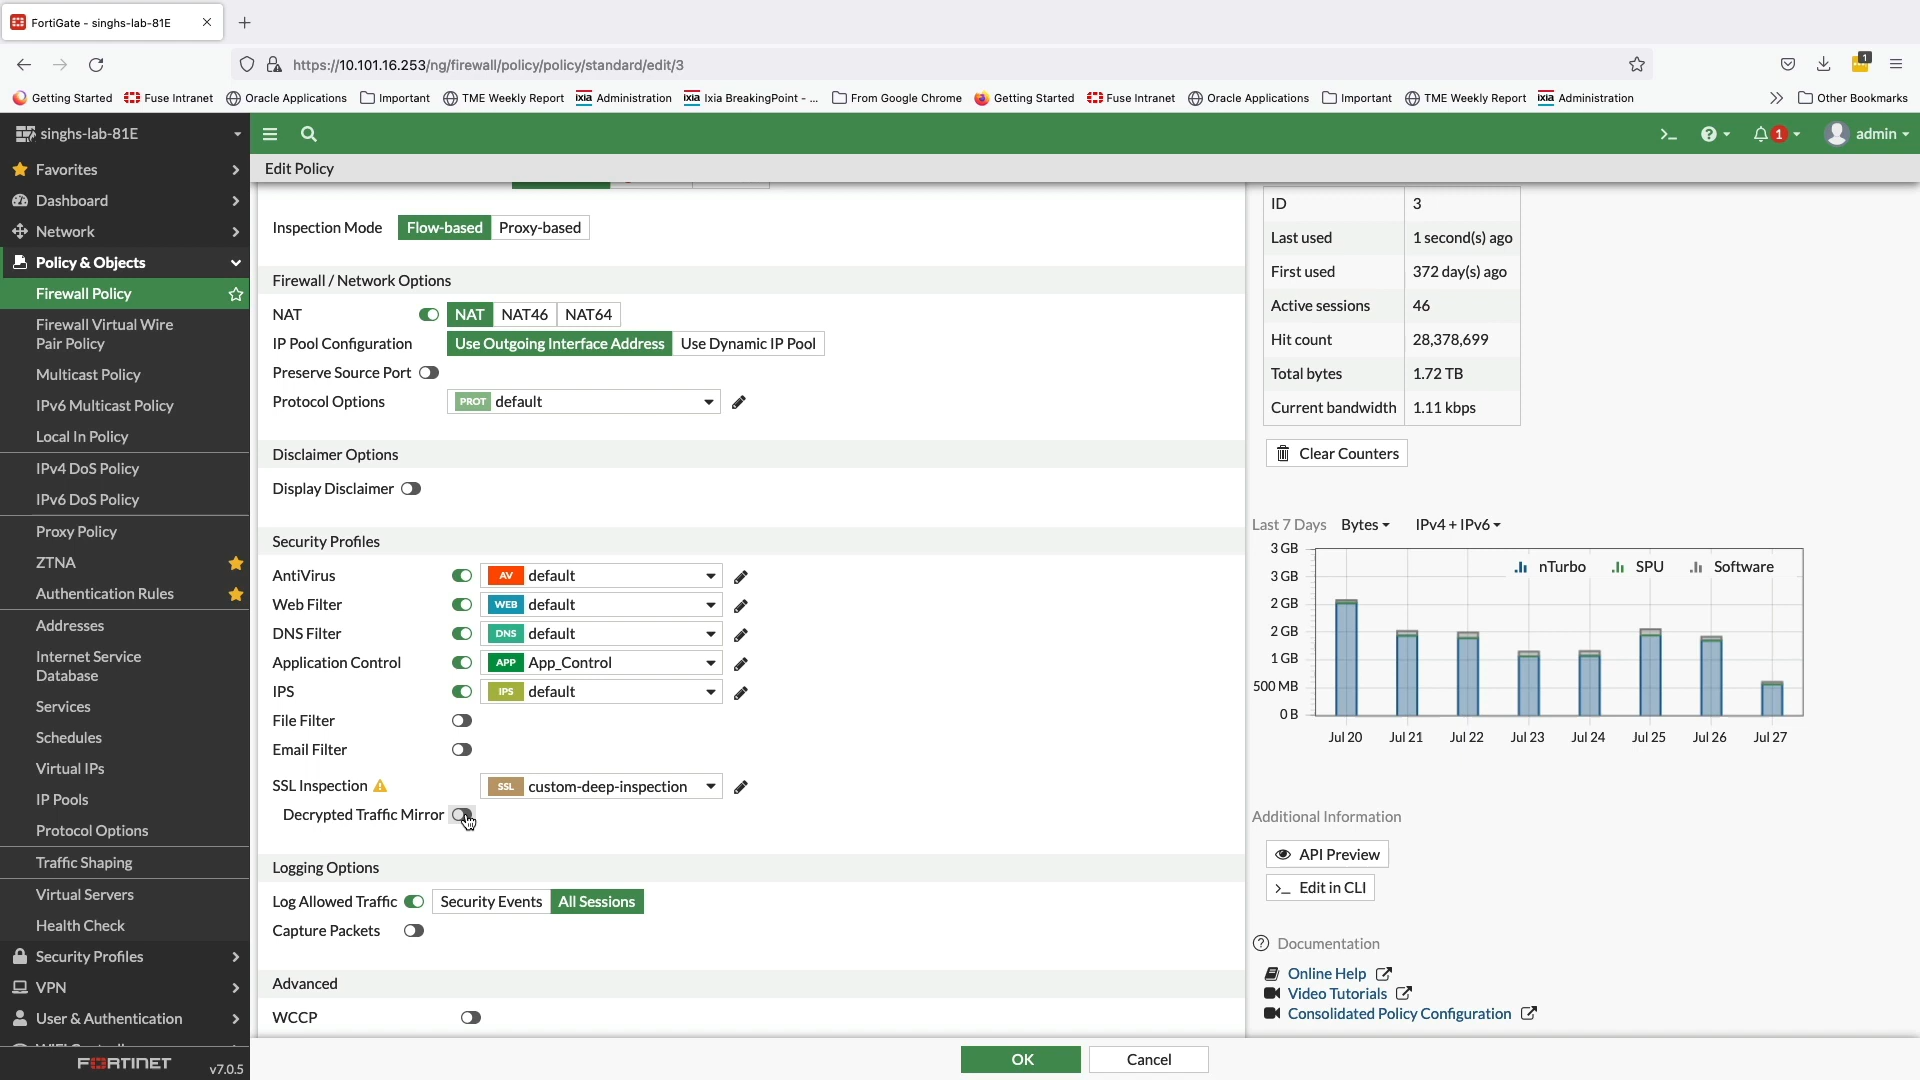 FortiGate - singhs-lab-81E
https://10.101.16.253/ng/firewall/policy/policy/standard/edit/3
1
Getting Started
Fuse Intranet
Oracle Applications
Important
TME Weekly Report
ixia Administration
ixia Ixia BreakingPoint - ...
From Google Chrome
Getting Started
Fuse Intranet
Oracle Applications
Important
TME Weekly Report
ixia Administration
Other Bookmarks
singhs-lab-81E
1
admin
Favorites
Dashboard
Network
Policy & Objects
Firewall Policy
Firewall Virtual Wire
Pair Policy
Multicast Policy
IPv6 Multicast Policy
Local In Policy
IPv4 DoS Policy
IPv6 DoS Policy
Proxy Policy
ZTNA
Authentication Rules
Addresses
Internet Service
Database
Services
Schedules
Virtual IPs
IP Pools
Protocol Options
Traffic Shaping
Virtual Servers
Health Check
Security Profiles
VPN
User & Authentication
FORTINET
v7.0.5
Edit Policy
Inspection Mode Flow-based Proxy-based
Firewall / Network Options
NAT NAT NAT46 NAT64
IP Pool Configuration Use Outgoing Interface Address Use Dynamic IP Pool
Preserve Source Port
Protocol Options PROT default
Disclaimer Options
Display Disclaimer
Security Profiles
AntiVirus AV default
Web Filter WEB default
DNS Filter DNS default
Application Control APP App_Control
IPS IPS default
File Filter
Email Filter
SSL Inspection SSL custom-deep-inspection
Decrypted Traffic Mirror
Logging Options
Log Allowed Traffic Security Events All Sessions
Capture Packets
Advanced
WCCP
OK Cancel
ID 3
Last used 1 second(s) ago
First used 372 day(s) ago
Active sessions 46
Hit count 28,378,699
Total bytes 1.72 TB
Current bandwidth 1.11 kbps
Clear Counters
Last 7 Days Bytes IPv4 + IPv6
nTurbo SPU Software
3 GB
3 GB
2 GB
2 GB
1 GB
500 MB
0 B
Jul 20 Jul 21 Jul 22 Jul 23 Jul 24 Jul 25 Jul 26 Jul 27
Additional Information
API Preview
>_ Edit in CLI
Documentation
Online Help
Video Tutorials
Consolidated Policy Configuration